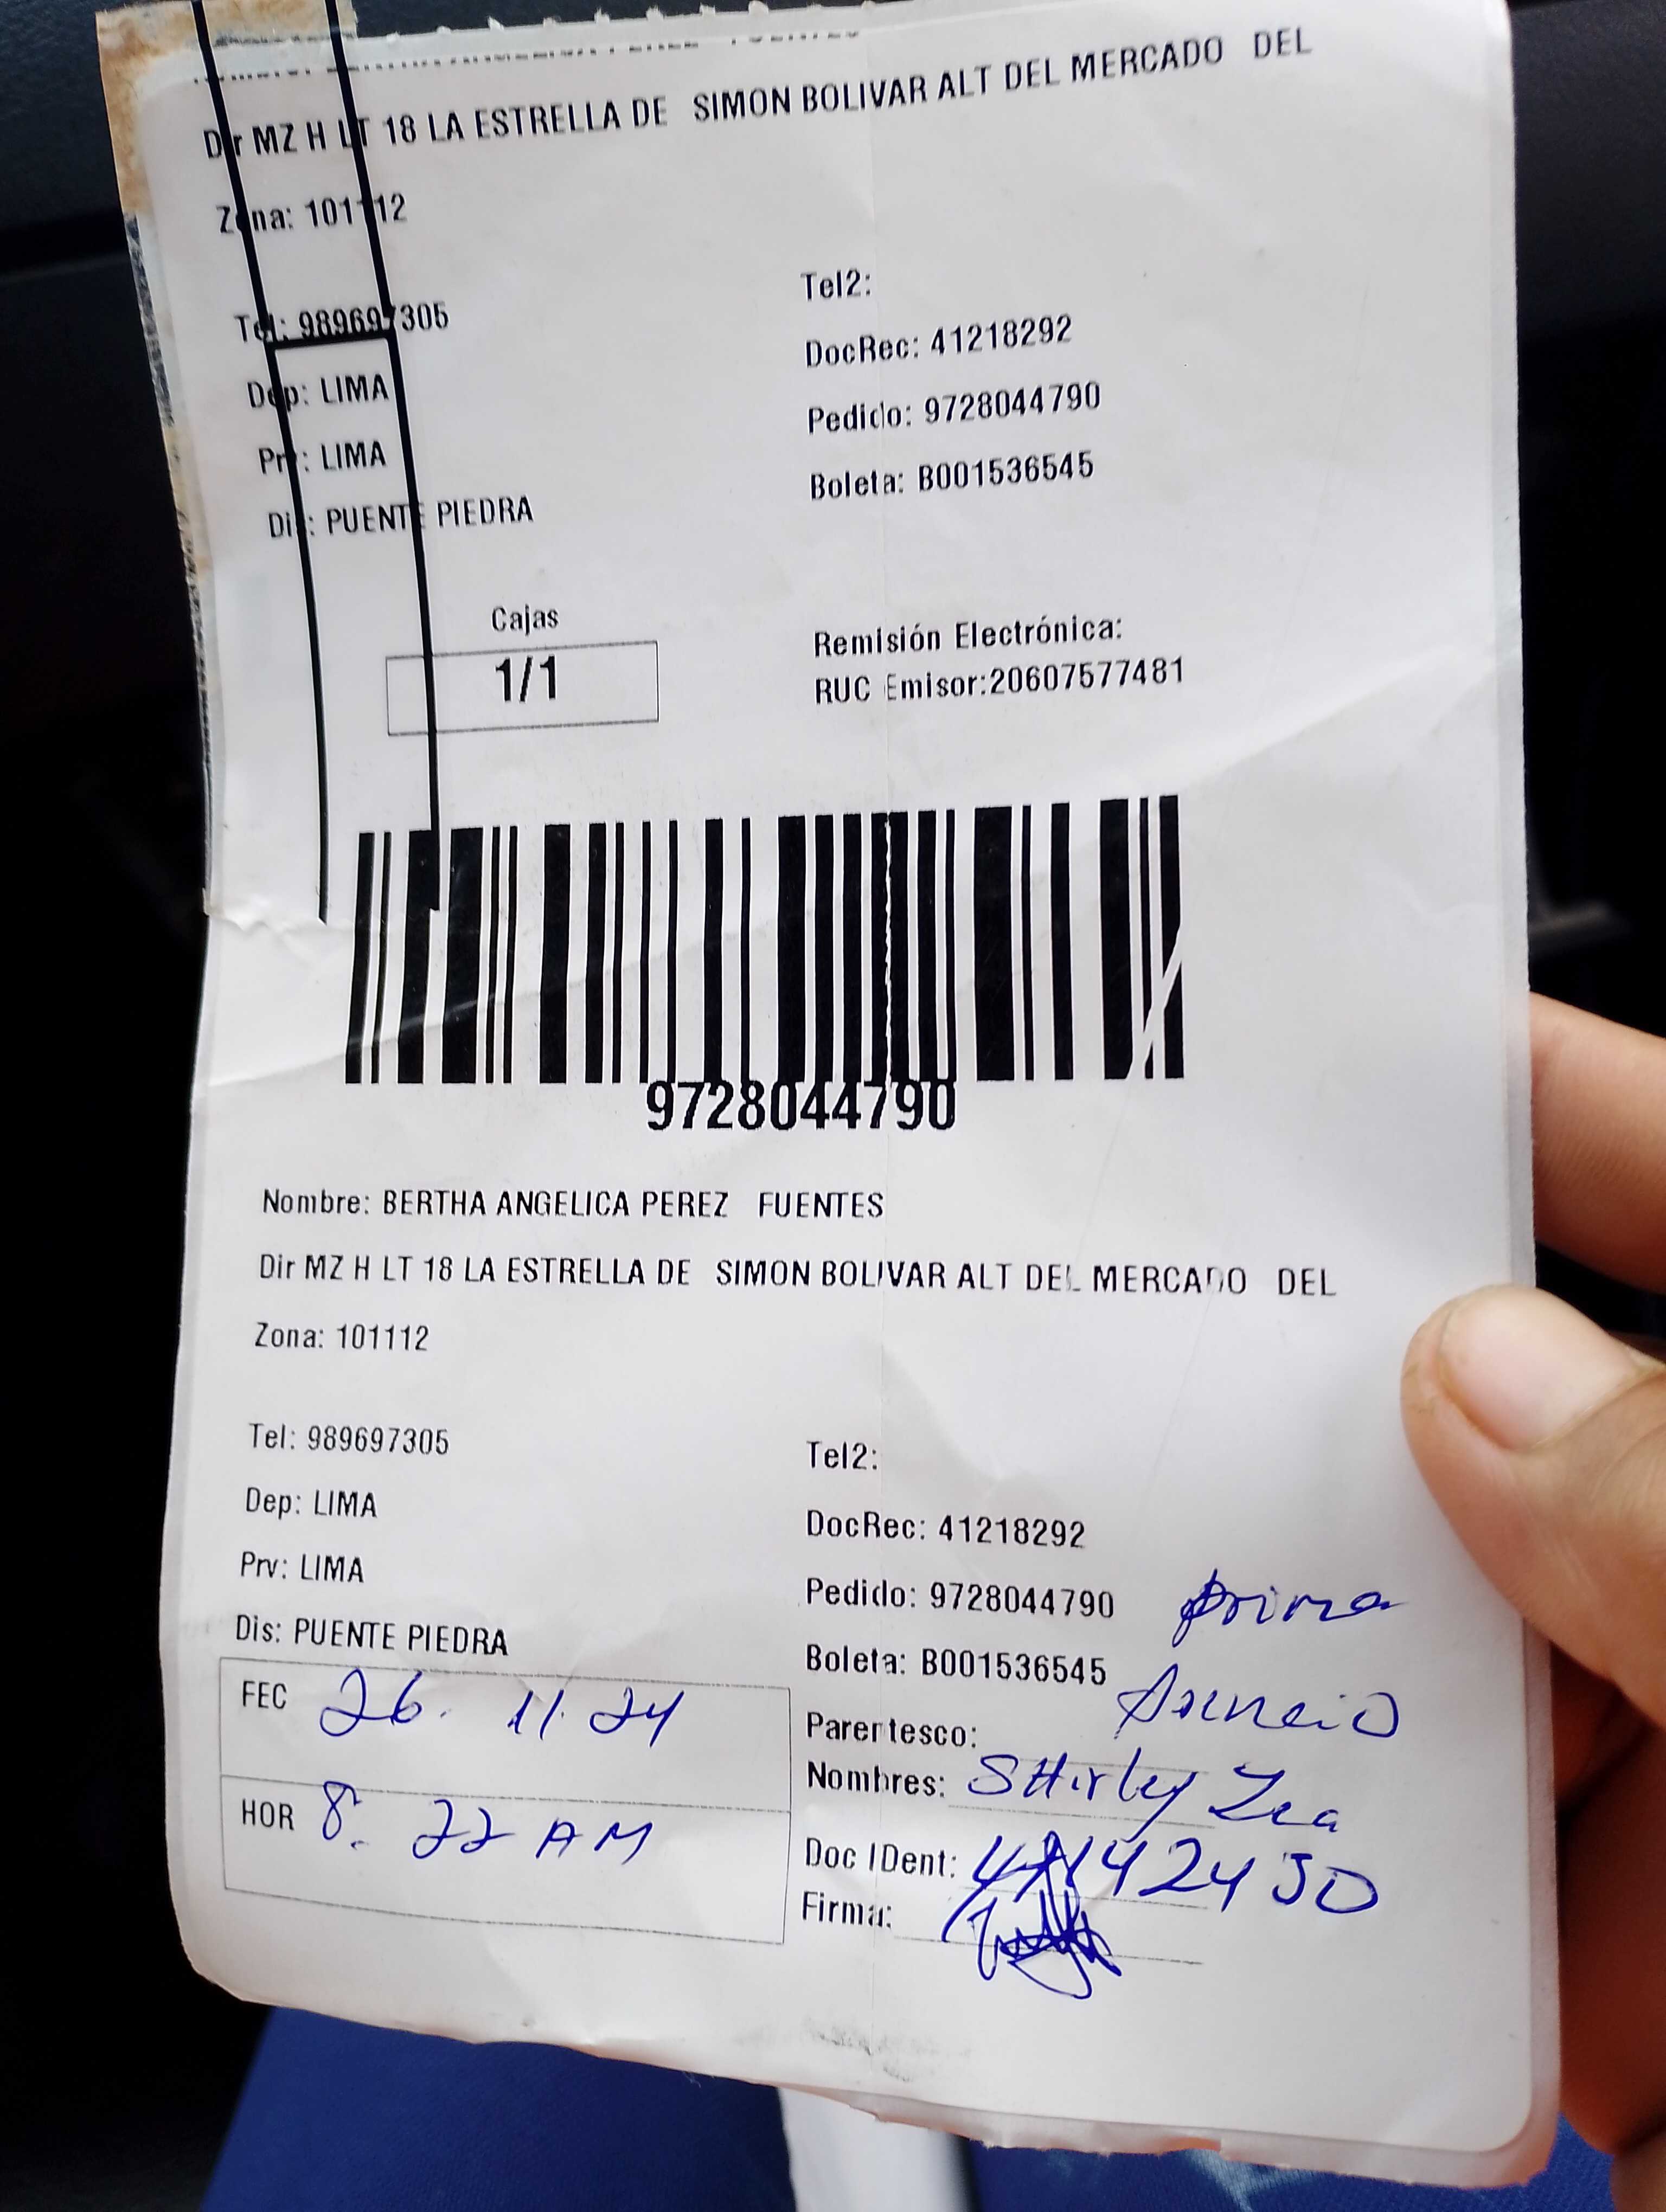 Dir MZ H LT 18 LA ESTRELLA DE SIMON BOLIVAR ALT DEL MERCADO DEL
Zona: 101112
Tel: 989697305
Tel2:
DocRec: 41218292
Dep: LIMA
Pedido: 9728044790
Prv: LIMA
Boleta: B001536545
Dis: PUENTE PIEDRA
Cajas
1/1
Remisión Electrónica:
RUC Emisor:20607577481
9728044790
Nombre: BERTHA ANGELICA PEREZ FUENTES
Dir MZ H LT 18 LA ESTRELLA DE SIMON BOLIVAR ALT DEL MERCADO DEL
Zona: 101112
Tel: 989697305
Tel2:
Dep: LIMA
DocRec: 41218292
Prv: LIMA
Pedido: 9728044790 prima
Dis: PUENTE PIEDRA
Boleta: B001536545
FEC 26. 11. 24
Parentesco:
Nombres: SHirley Zea
HOR 8. 22 AM
Doc IDent:
Firma: